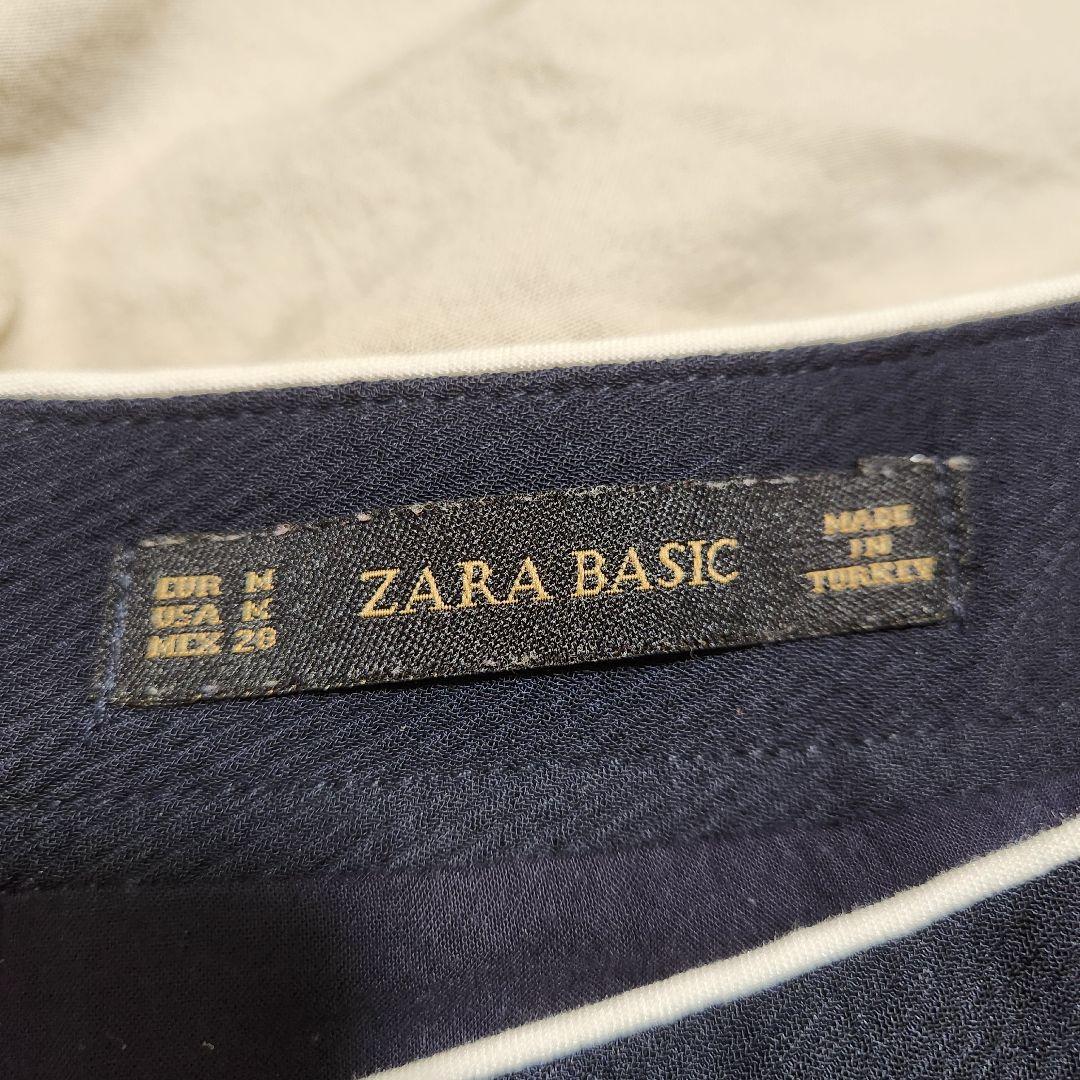 EUR M
USA M
MEX 28
ZARA BASIC
MADE
IN
TURKEY